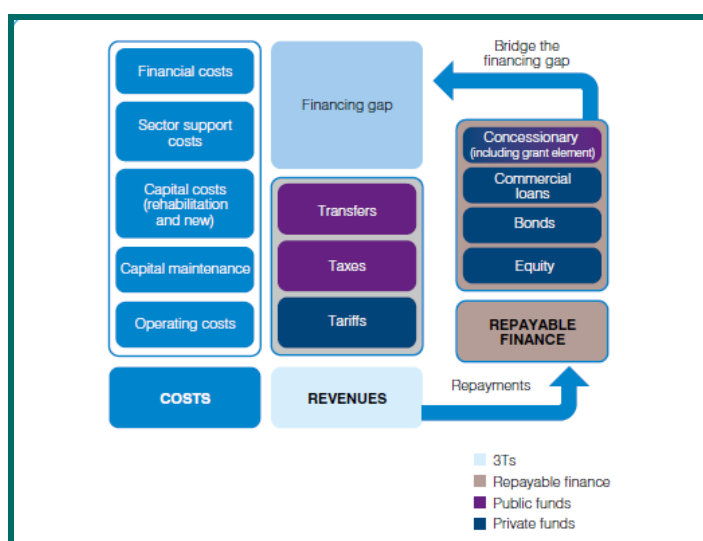 Financial costs
Sector support
costs
Capital costs
(rehabilitation
and new)
Capital maintenance
Operating costs
COSTS
Financing gap
Transfers
Taxes
Tariffs
REVENUES
Bridge the
financing gap
Concessionary
(including grant element)
Commercial
loans
Bonds
Equity
REPAYABLE
FINANCE
Repayments
3Ts
Repayable finance
Public funds
Private funds